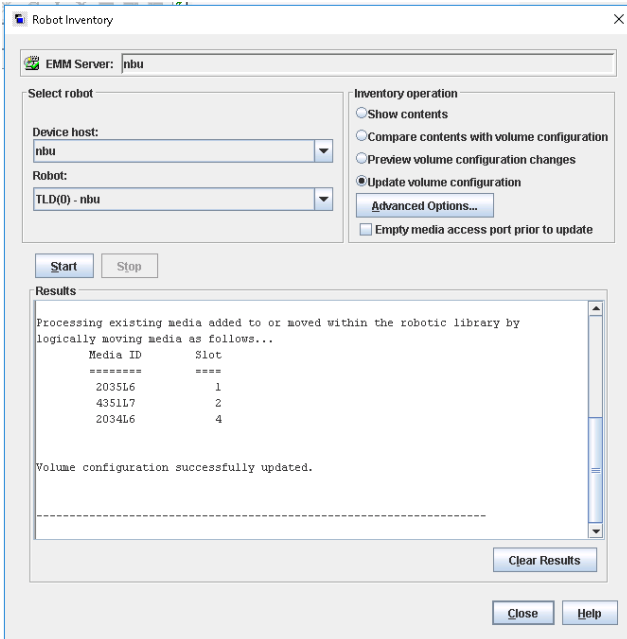 Robot Inventory
EMM Server: nbu
Select robot
Device host:
nbu
Robot:
TLD(0) - nbu
Inventory operation
Show contents
Compare contents with volume configuration
Preview volume configuration changes
Update volume configuration
Advanced Options...
Empty media access port prior to update
Start Stop
Results
Processing existing media added to or moved within the robotic library by
logically moving media as follows...
Media ID Slot
======== ====
2035L6 1
4351L7 2
2034L6 4
Volume configuration successfully updated.
--------------------------------------------------------------------
Clear Results
Close Help